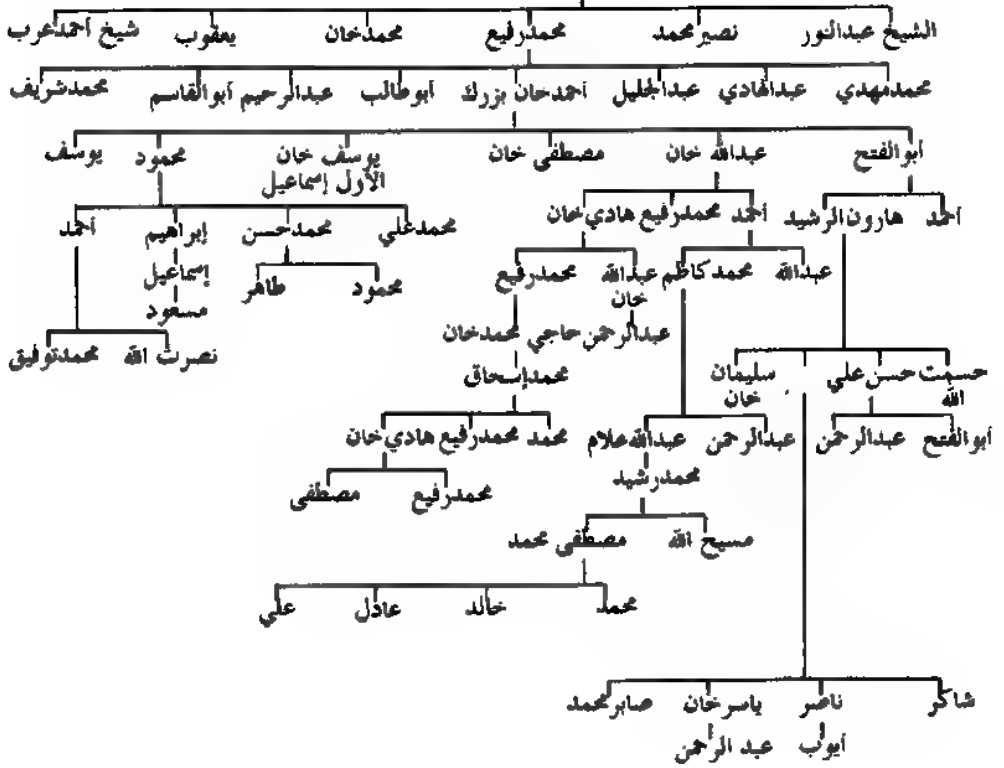 الشيخ عبدالنور نصير محمد محمدرفيع محمدخان يعقوب شيخ أحمدعرب
محمدمهدي عبدالهادي عبدالجليل أحمدخان بزرك أبوطالب عبدالرحيم أبوالقاسم محمدشريف
أبوالفتح عبدالله خان مصطفى خان يوسف خان محمود يوسف
الأول إسماعيل
أحمد هارون الرشيد أحمد محمدرفيع هادي خان محمدعلي محمدحسن إبراهيم أحمد
عبدالله محمدكاظم عبدالله محمدرفيع محمود طاهر إسماعيل
خان مسعود
عبدالرحمن حاجي محمدخان نصرت الله محمدتوفيق
حسمت حسن علي سليمان محمدإسحاق
الله خان
أبوالفتح عبدالرحمن عبدالرحمن عبدالله علام محمد محمدرفيع هادي خان
محمدرشيد محمدرفيع مصطفى
مسيح الله مصطفى محمد
محمد خالد عادل علي
شاكر ناصر ياسرخان صابرمحمد
أيوب عبد الرحمن